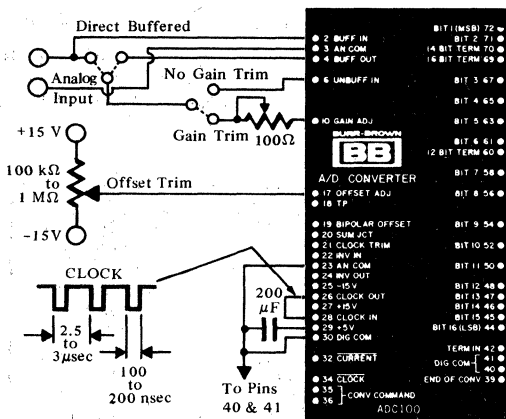 Direct Buffered
Analog
Input
No Gain Trim
Gain Trim
100Ω
+15 V
100 kΩ
to
1 MΩ
-15V
Offset Trim
CLOCK
2.5
to
3µsec
100
to
200 nsec
200
µF
To Pins
40 & 41
2 BUFF IN
3 AN COM
4 BUFF OUT
6 UNBUFF IN
10 GAIN ADJ
BURR-BROWN
BB
A/D CONVERTER
17 OFFSET ADJ
18 TP
19 BIPOLAR OFFSET
20 SUM JCT
21 CLOCK TRIM
22 INV IN
23 AN COM
24 INV OUT
25 -15V
26 CLOCK OUT
27 +15V
28 CLOCK IN
29 +5V
30 DIG COM
32 CURRENT
34 CLOCK
35
36
CONV COMMAND
BIT 1 (MSB) 72
BIT 2 71
14 BIT TERM 70
16 BIT TERM 69
BIT 3 67
BIT 4 65
BIT 5 63
BIT 6 61
12 BIT TERM 60
BIT 7 58
BIT 8 56
BIT 9 54
BIT 10 52
BIT 11 50
BIT 12 48
BIT 13 47
BIT 14 46
BIT 15 45
BIT 16 (LSB) 44
TERM IN 42
DIG COM
41
40
END OF CONV 39
ADC100